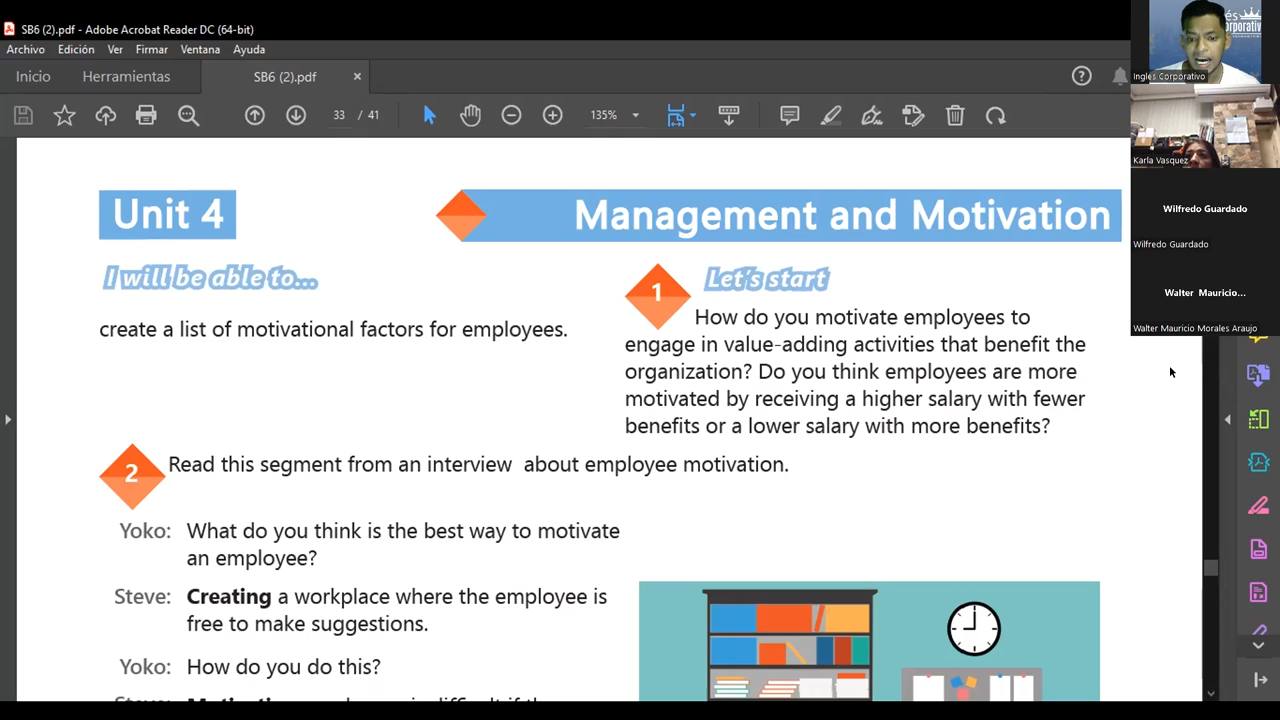 SB6 (2).pdf - Adobe Acrobat Reader DC (64-bit)
Archivo Edición Ver Firmar Ventana Ayuda
Inicio Herramientas SB6 (2).pdf
33 / 41 135%
Unit 4
Management and Motivation
I will be able to...
create a list of motivational factors for employees.
1 Let's start
How do you motivate employees to
engage in value-adding activities that benefit the
organization? Do you think employees are more
motivated by receiving a higher salary with fewer
benefits or a lower salary with more benefits?
2 Read this segment from an interview about employee motivation.
Yoko: What do you think is the best way to motivate
an employee?
Steve: Creating a workplace where the employee is
free to make suggestions.
Yoko: How do you do this?
Inglés Corporativo
Karla Vasquez
Wilfredo Guardado
Wilfredo Guardado
Walter Mauricio...
Walter Mauricio Morales Araujo